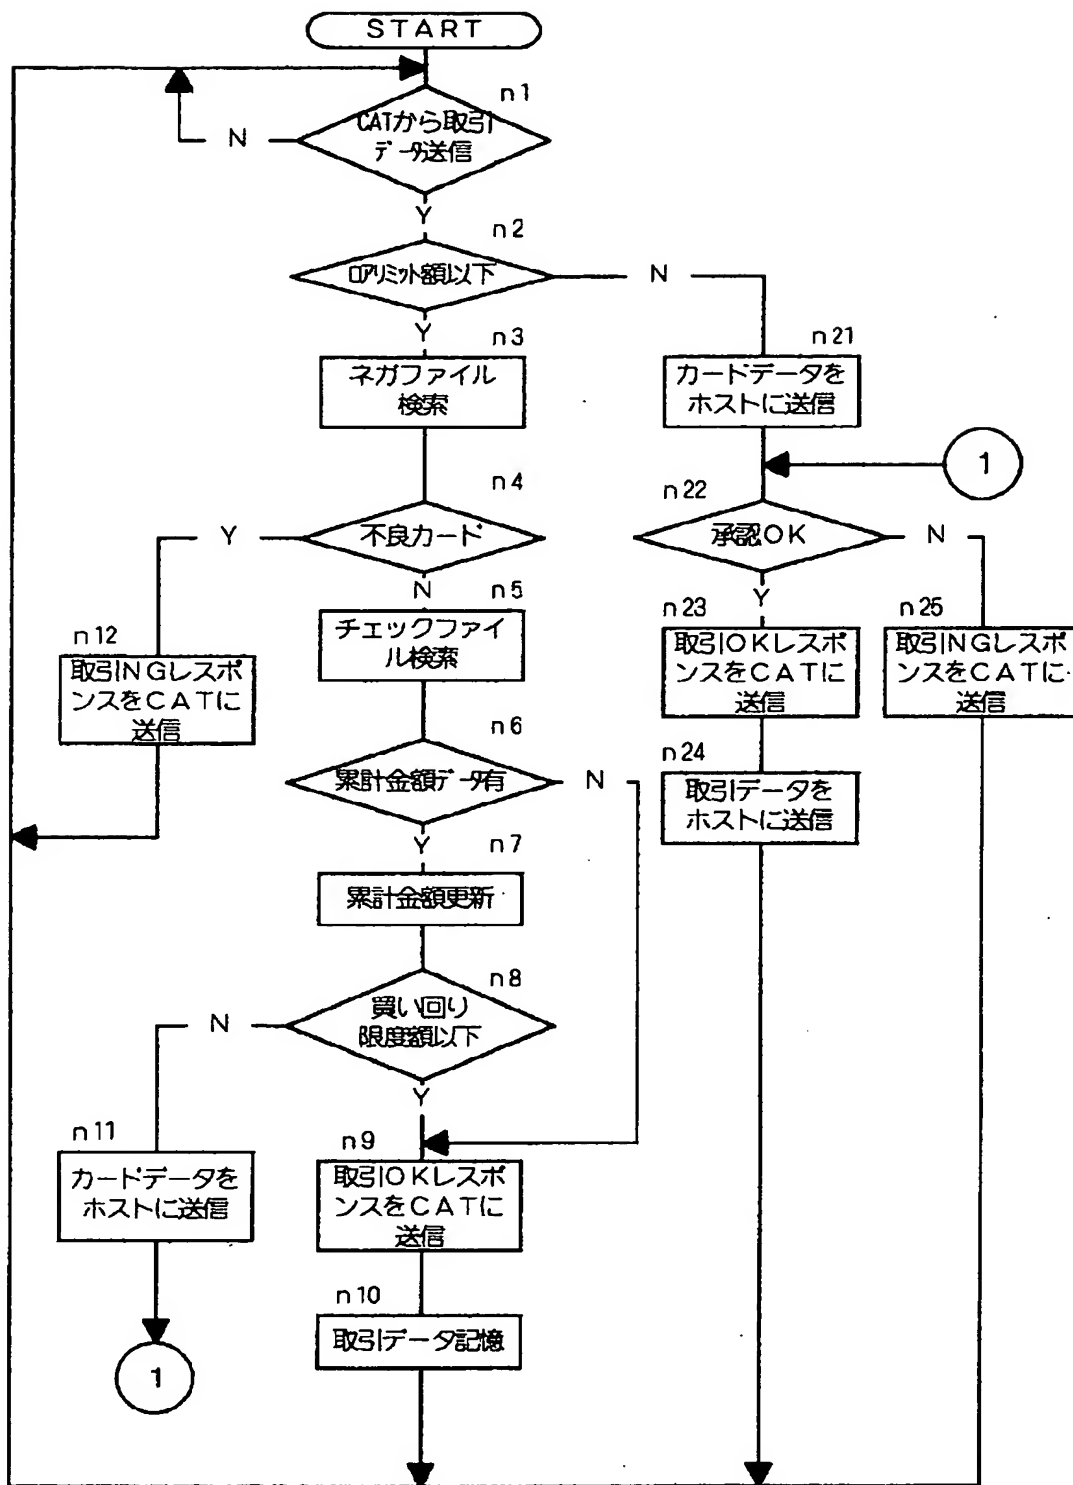 START
n1
CATから取引
データ送信
N
Y
n2
ロアリミット額以下
N
Y
n3
ネガファイル
検索
n21
カードデータを
ホストに送信
1
n4
不良カード
Y
N
n22
承認OK
N
Y
n5
チェックファイ
ル検索
n12
取引NGレスポ
ンスをCATに
送信
n23
取引OKレスポ
ンスをCATに
送信
n25
取引NGレスポ
ンスをCATに
送信
n6
累計金額データ有
N
Y
n24
取引データを
ホストに送信
n7
累計金額更新
n8
買い回り
限度額以下
N
Y
n11
カードデータを
ホストに送信
1
n9
取引OKレスポ
ンスをCATに
送信
n10
取引データ記憶